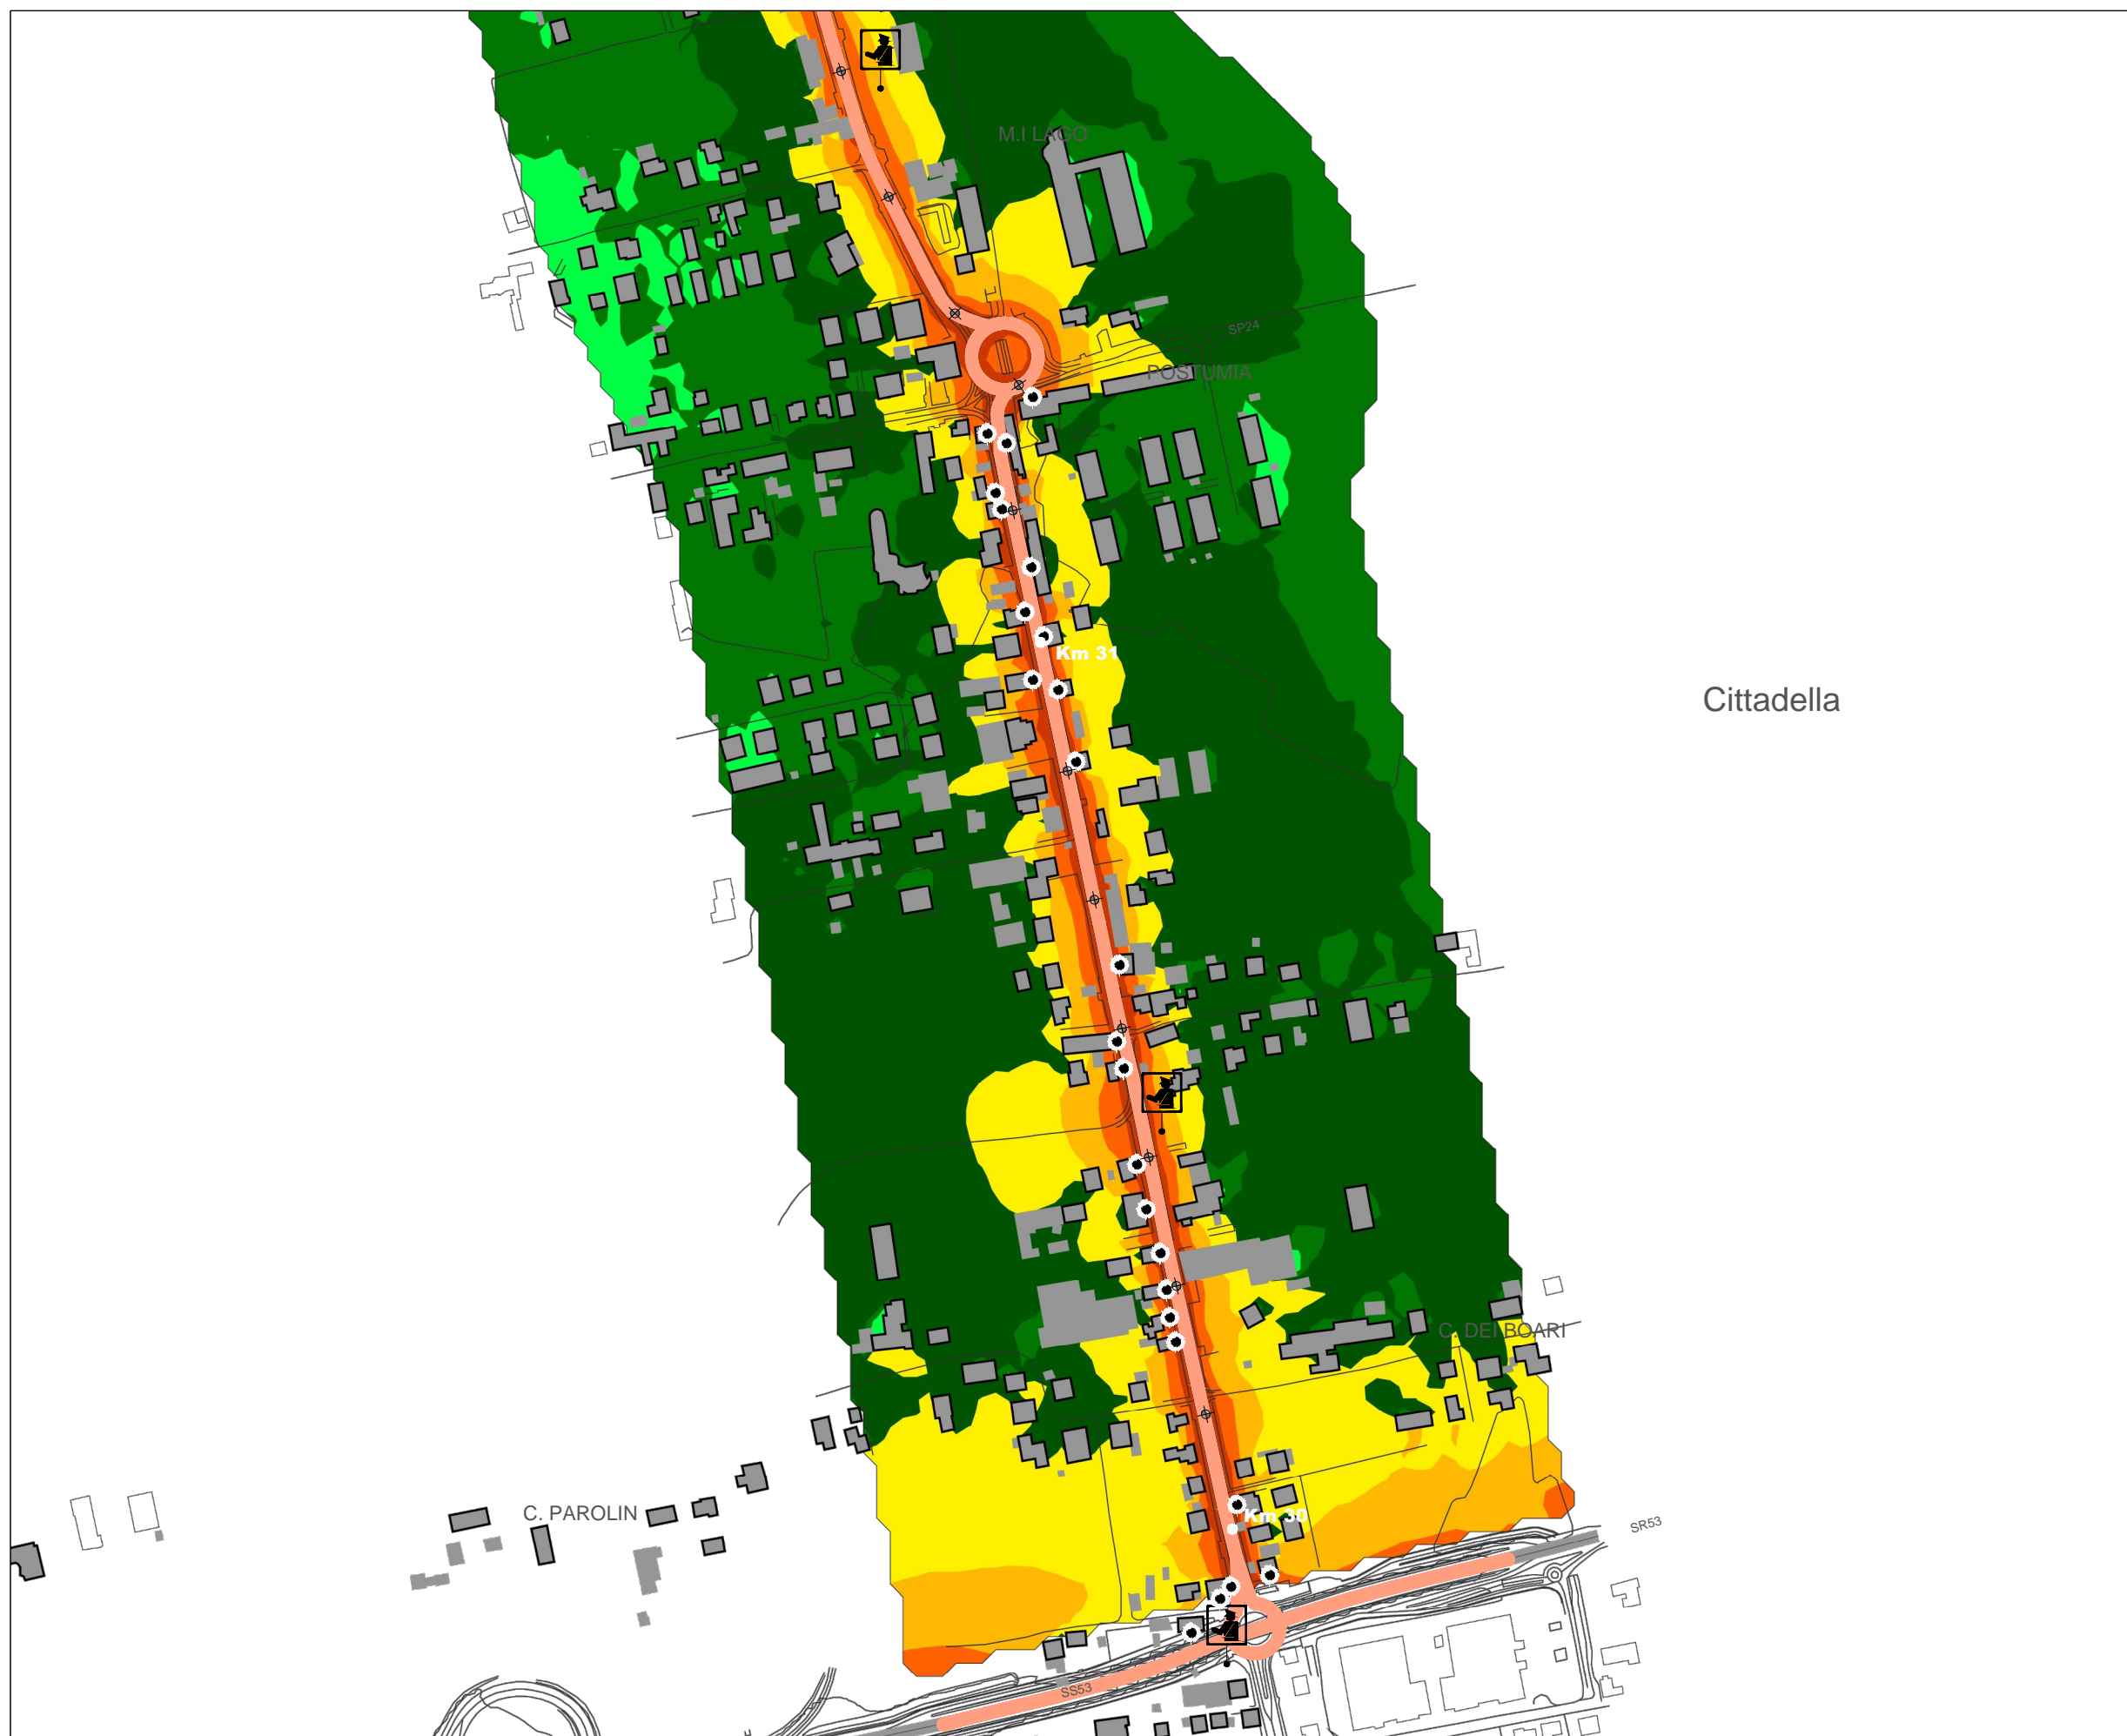 M.I LAGO
SP24
POSTUMIA
Km 31
Cittadella
C. DEI BOARI
C. PAROLIN
Km 30
SR53
SS53